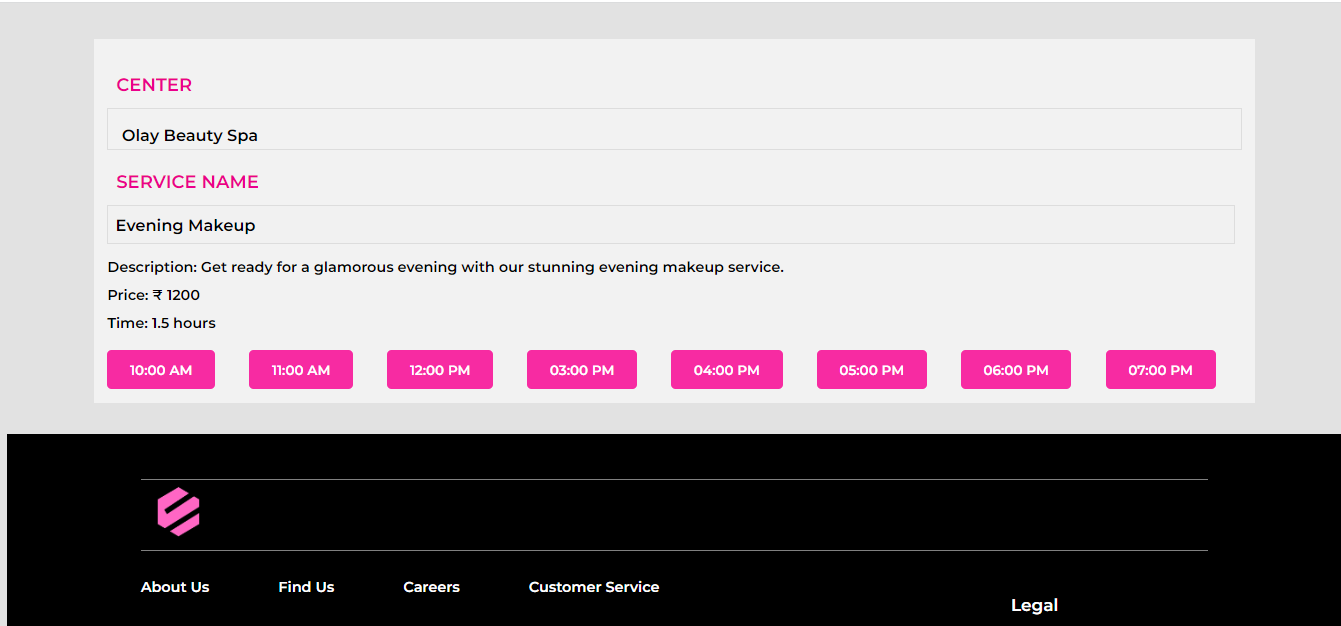 CENTER
Olay Beauty Spa
SERVICE NAME
Evening Makeup
Description: Get ready for a glamorous evening with our stunning evening makeup service.
Price: ₹ 1200
Time: 1.5 hours
10:00 AM 11:00 AM 12:00 PM 03:00 PM 04:00 PM 05:00 PM 06:00 PM 07:00 PM
About Us Find Us Careers Customer Service
Legal